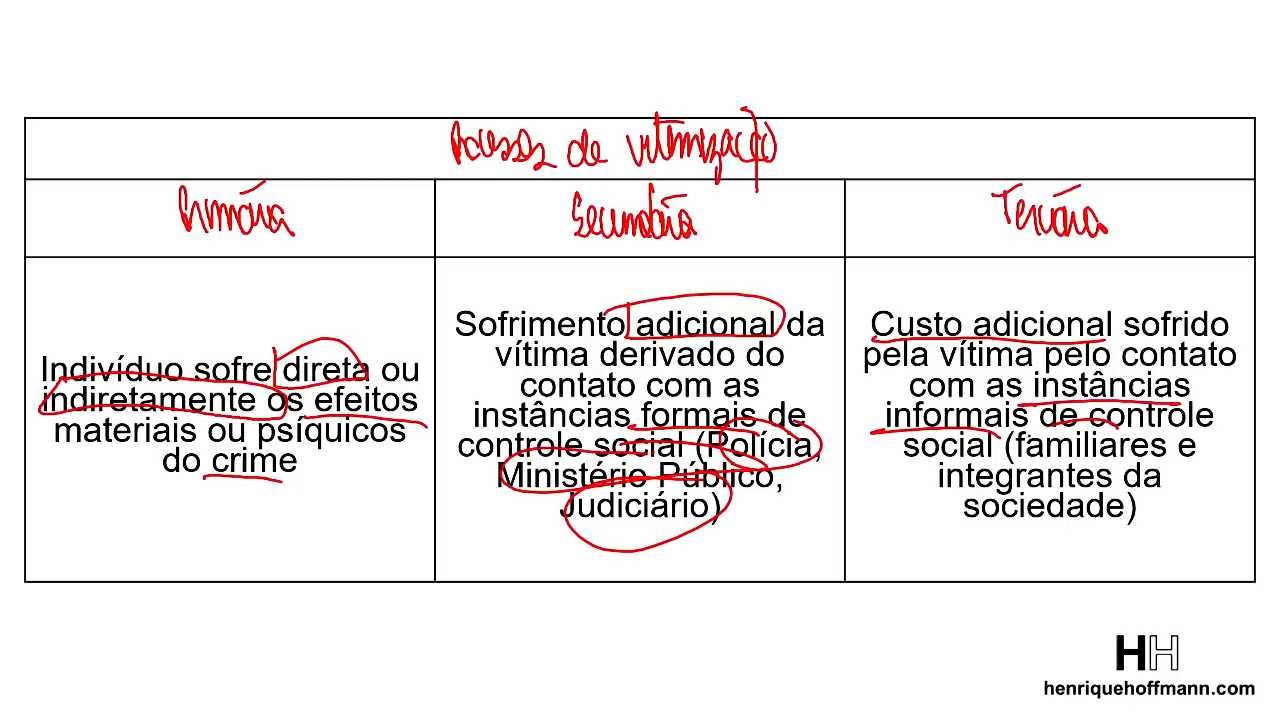 Processos de vitimização
Primária
Secundária
Terciária
Indivíduo sofre direta ou
indiretamente os efeitos
materiais ou psíquicos
do crime
Sofrimento adicional da
vítima derivado do
contato com as
instâncias formais de
controle social (Polícia,
Ministério Público,
Judiciário)
Custo adicional sofrido
pela vítima pelo contato
com as instâncias
informais de controle
social (familiares e
integrantes da
sociedade)
HH
henriquehoffmann.com